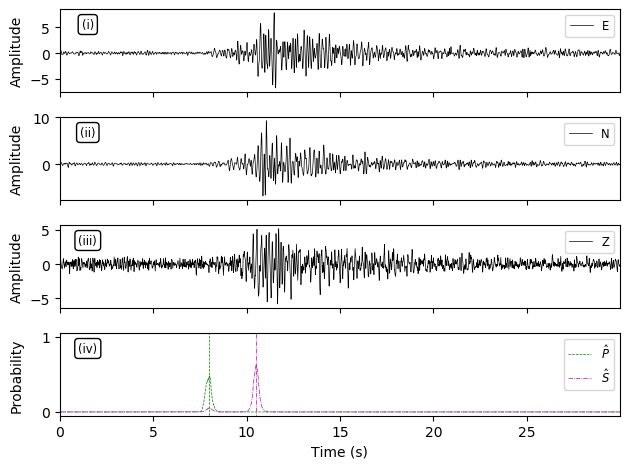 (i)
E
Amplitude
5
0
−5
(ii)
N
Amplitude
10
0
(iii)
Z
Amplitude
5
0
−5
(iv)
P̂
Ŝ
Probability
1
0
0 5 10 15 20 25
Time (s)